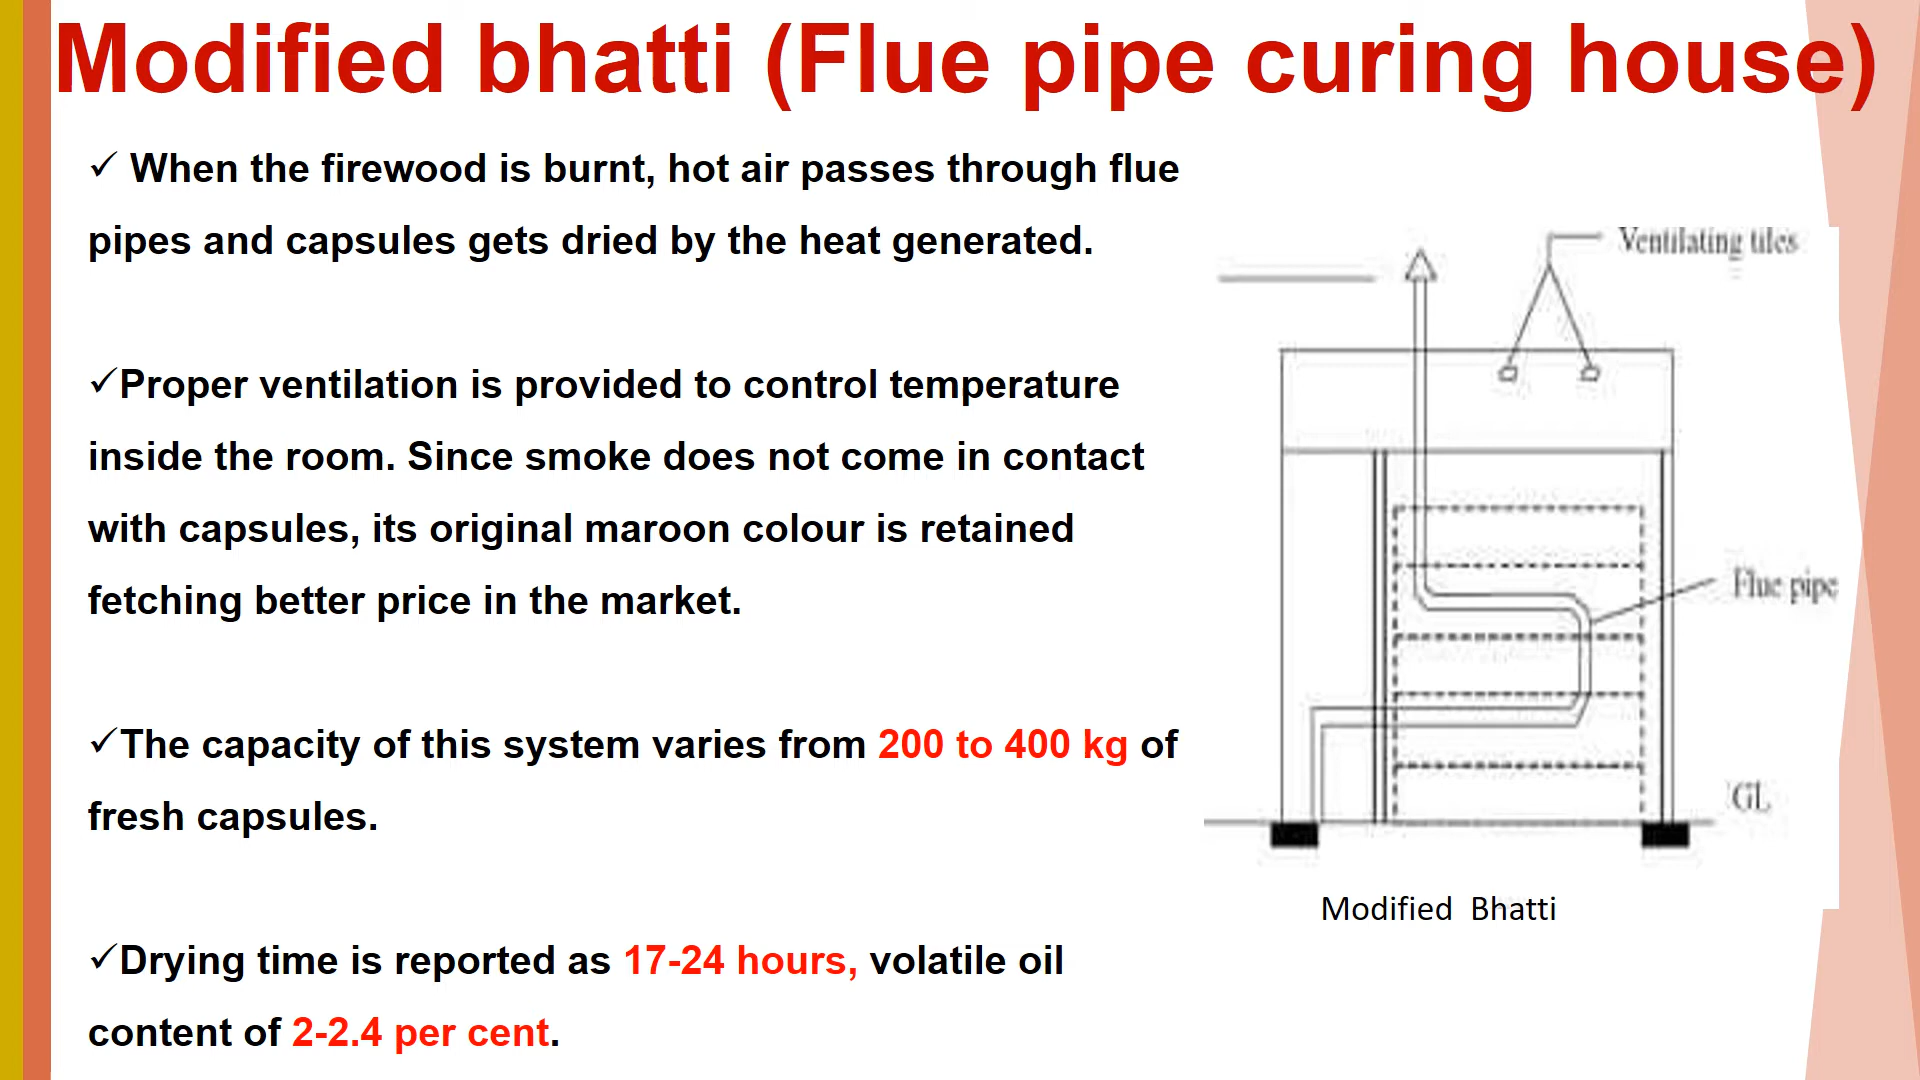 Modified bhatti (Flue pipe curing house)
✓ When the firewood is burnt, hot air passes through flue
pipes and capsules gets dried by the heat generated.
✓Proper ventilation is provided to control temperature
inside the room. Since smoke does not come in contact
with capsules, its original maroon colour is retained
fetching better price in the market.
✓The capacity of this system varies from 200 to 400 kg of
fresh capsules.
✓Drying time is reported as 17-24 hours, volatile oil
content of 2-2.4 per cent.
Ventilating tiles
Flue pipe
GL
Modified Bhatti